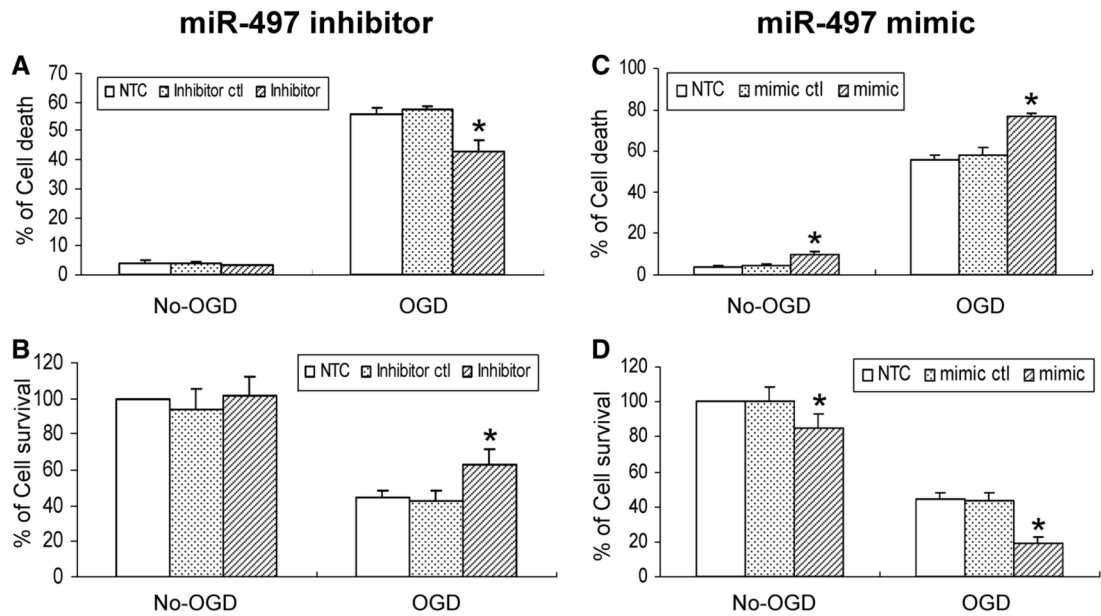 miR-497 inhibitor
miR-497 mimic
A
70
60
50
40
30
20
10
0
% of Cell death
NTC Inhibitor ctl Inhibitor
*
No-OGD OGD
C
100
80
60
40
20
0
% of Cell death
NTC mimic ctl mimic
*
*
No-OGD OGD
B
120
100
80
60
40
20
0
% of Cell survival
NTC Inhibitor ctl Inhibitor
*
No-OGD OGD
D
120
100
80
60
40
20
0
% of Cell survival
NTC mimic ctl mimic
*
*
No-OGD OGD